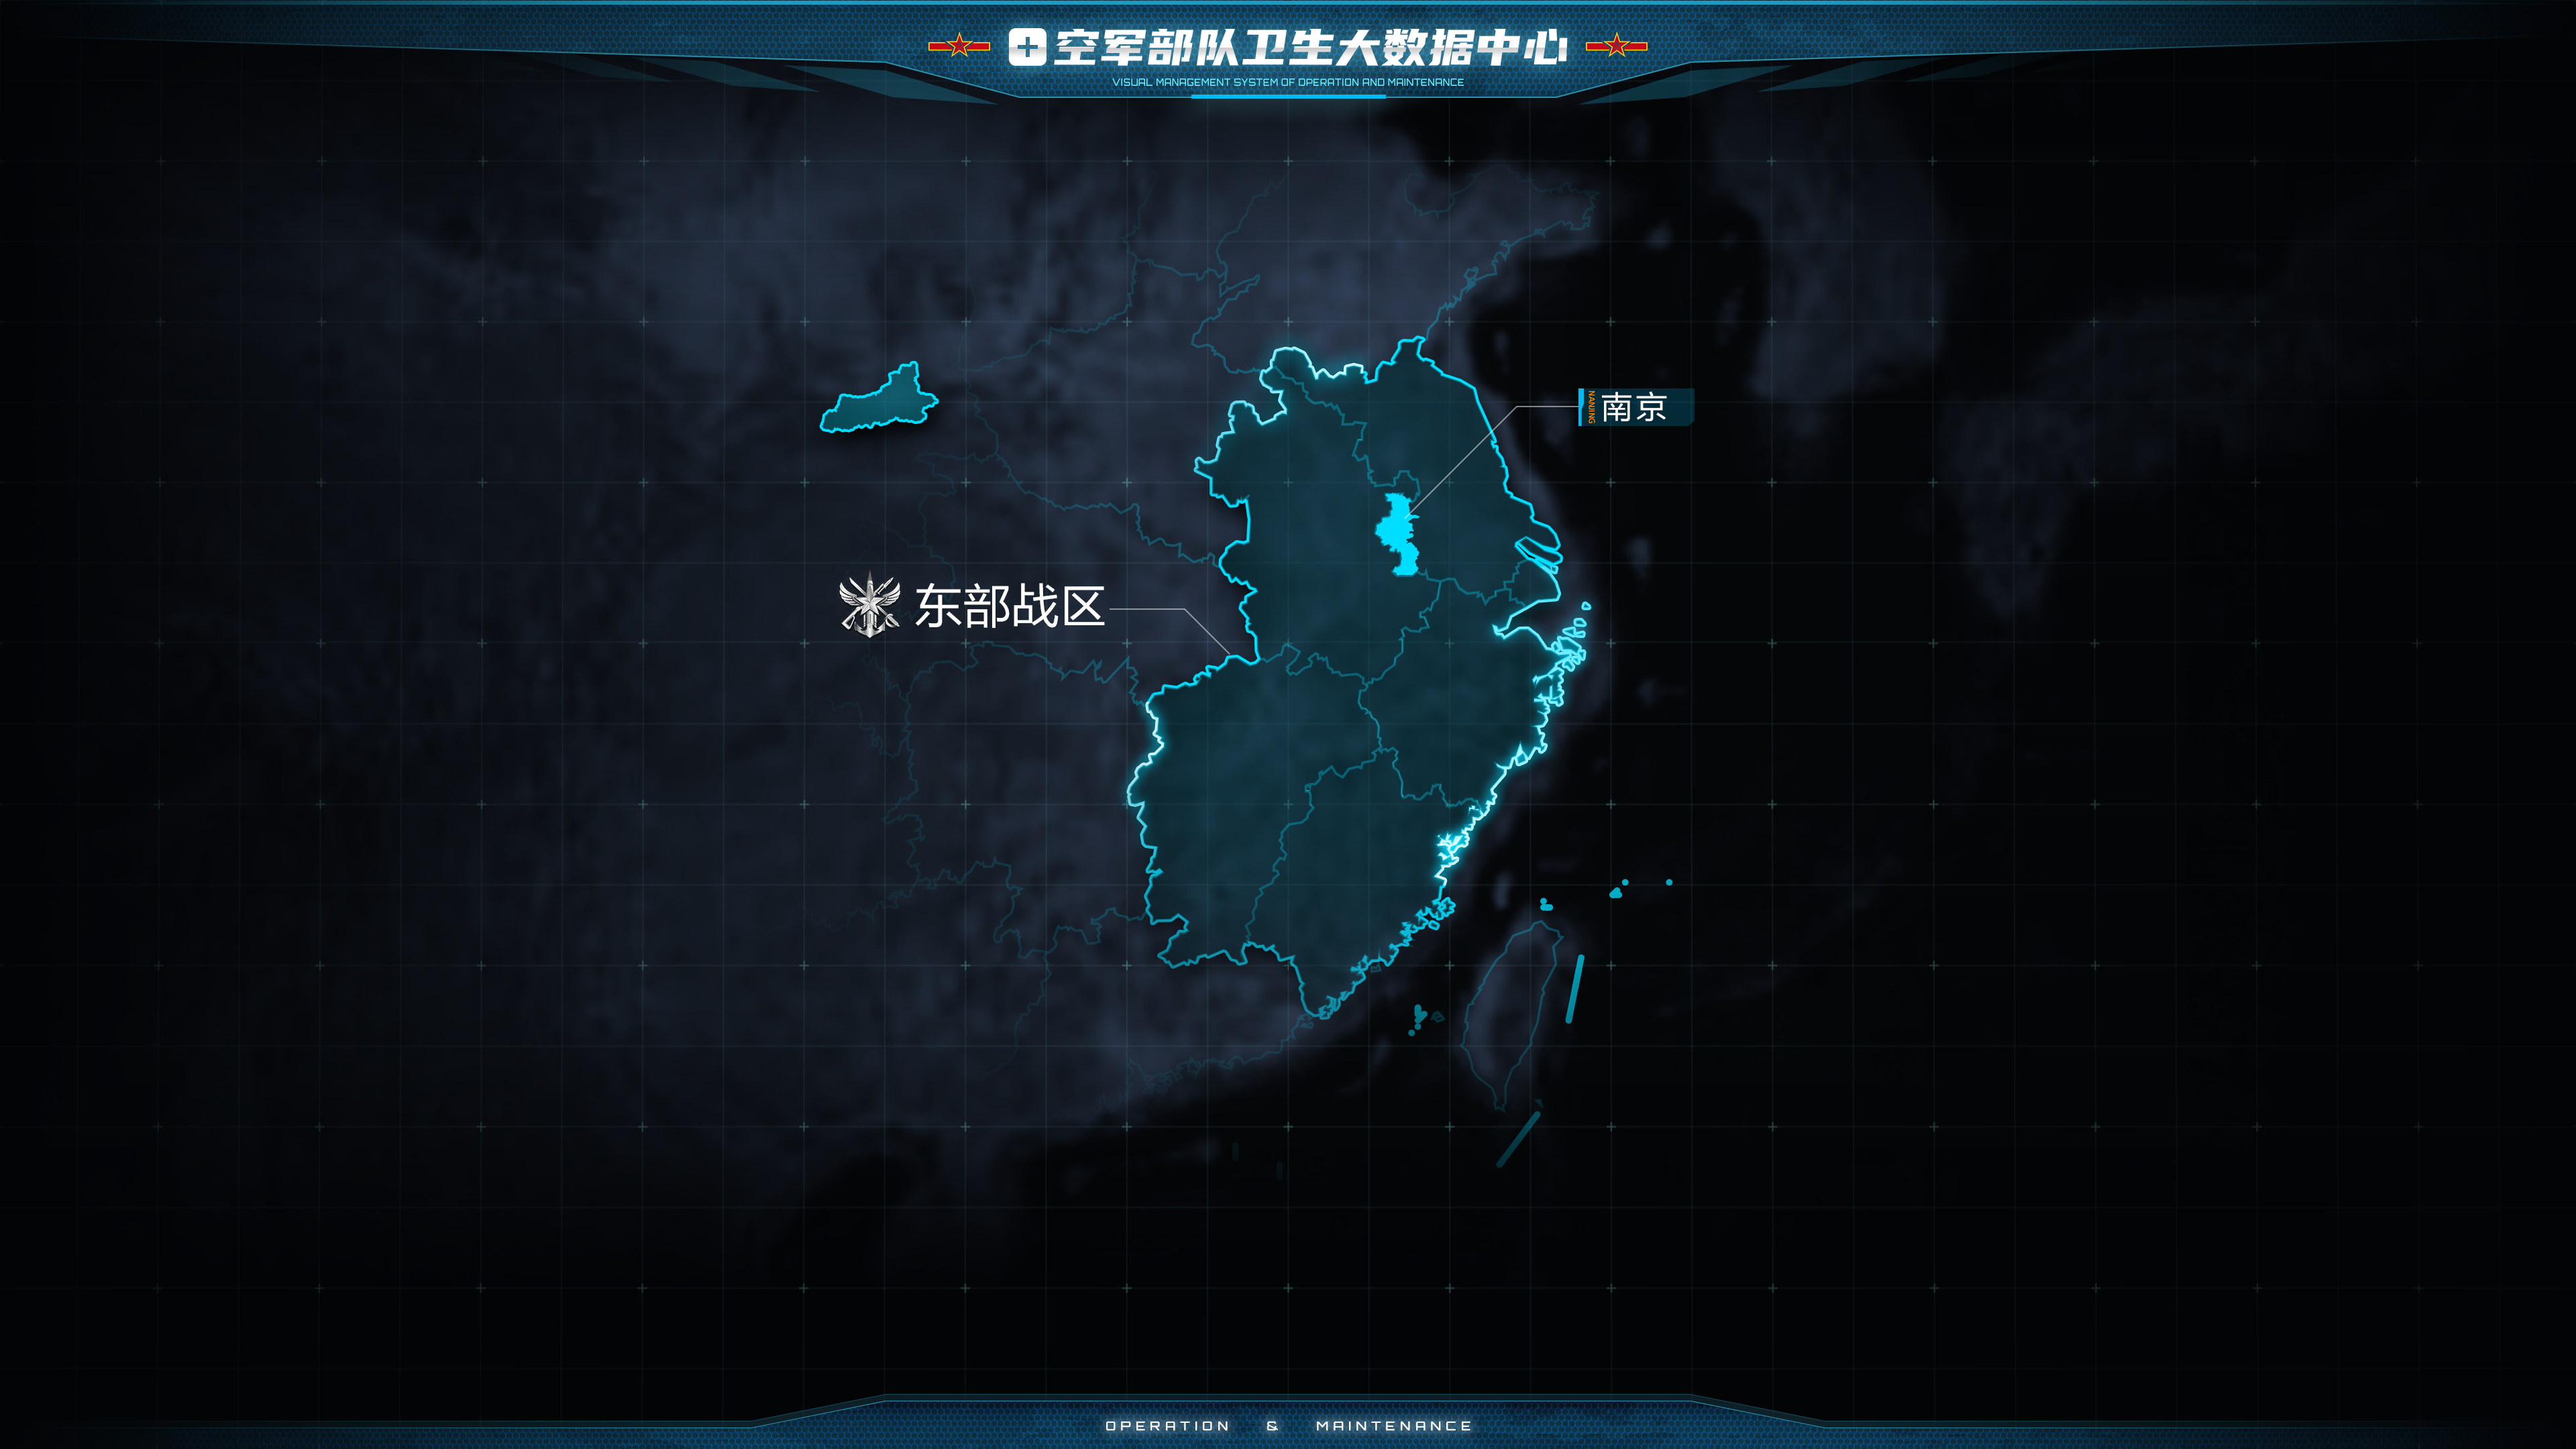 空军部队卫生大数据中心
VISUAL MANAGEMENT SYSTEM OF OPERATION AND MAINTENANCE
NANJING
南京
东部战区
OPERATION & MAINTENANCE